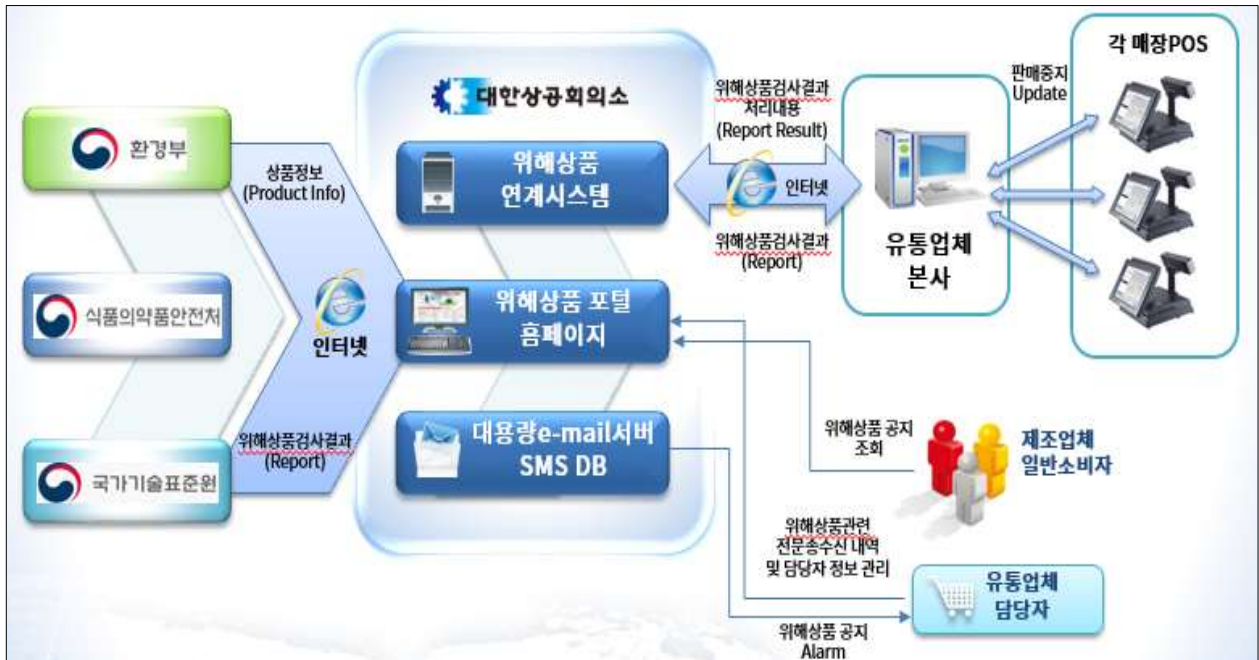 환경부
식품의약품안전처
국가기술표준원
상품정보
(Product Info)
인터넷
위해상품검사결과
(Report)
대한상공회의소
위해상품
연계시스템
위해상품 포털
홈페이지
대용량e-mail서버
SMS DB
위해상품검사결과
처리내용
(Report Result)
인터넷
위해상품검사결과
(Report)
유통업체
본사
판매중지
Update
각 매장POS
위해상품 공지
조회
제조업체
일반소비자
위해상품관련
전문송수신 내역
및 담당자 정보 관리
유통업체
담당자
위해상품 공지
Alarm